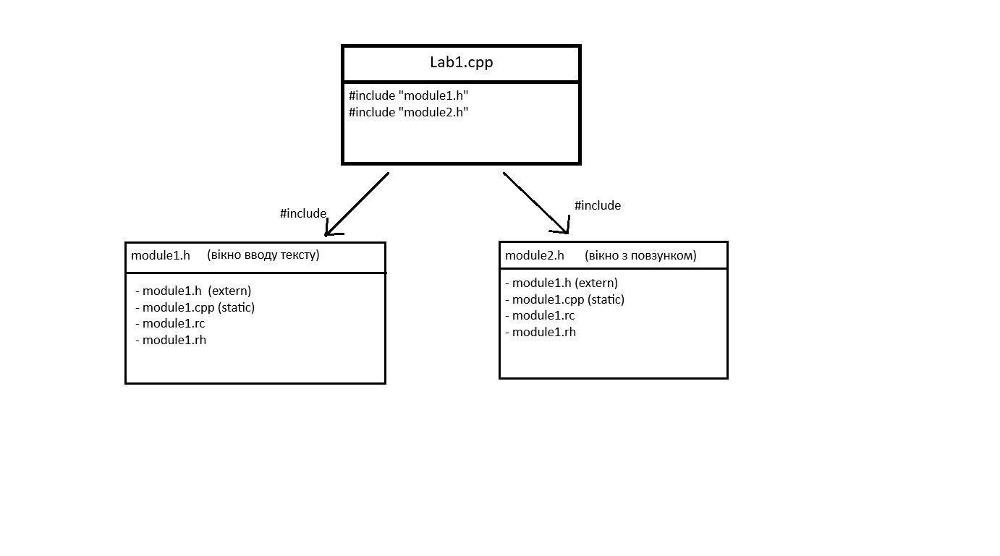 Lab1.cpp
#include "module1.h"
#include "module2.h"
#include
#include
module1.h (вікно вводу тексту)
- module1.h (extern)
- module1.cpp (static)
- module1.rc
- module1.rh
module2.h (вікно з повзунком)
- module1.h (extern)
- module1.cpp (static)
- module1.rc
- module1.rh